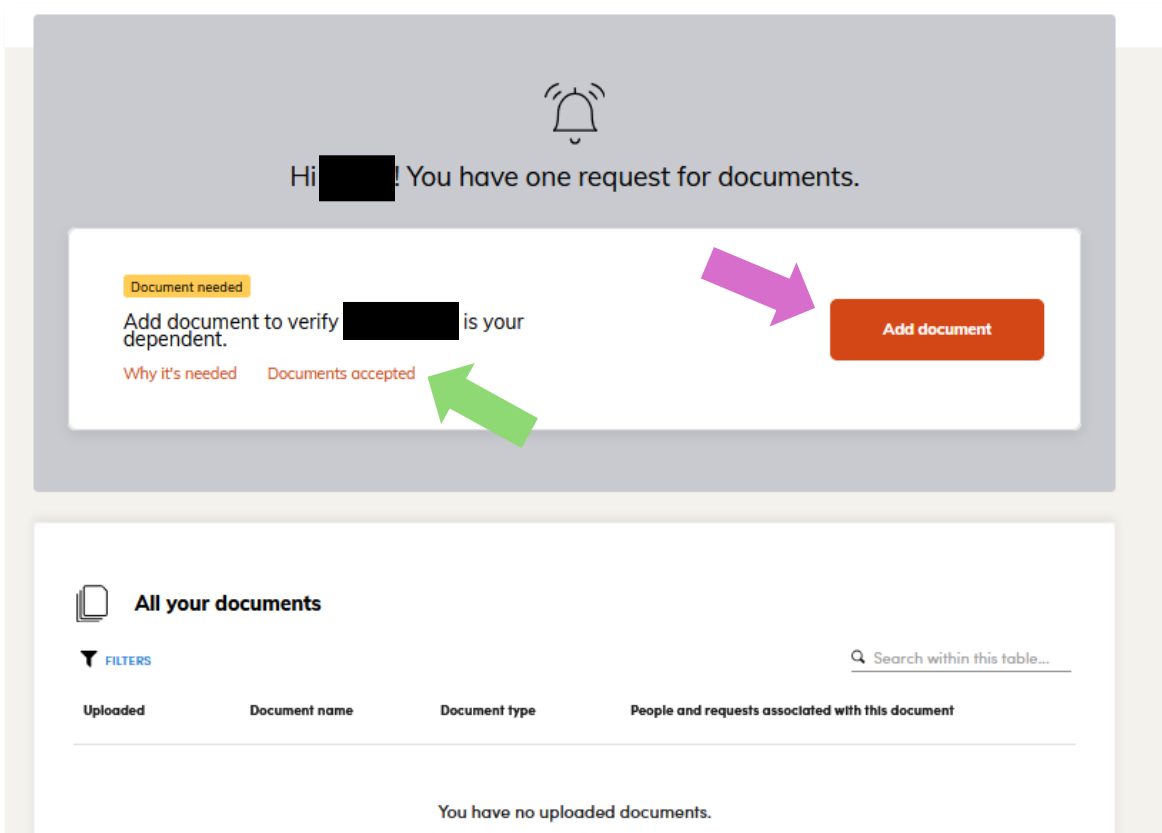 Hi ! You have one request for documents.
Document needed
Add document to verify is your
dependent.
Why it's needed Documents accepted
Add document
All your documents
FILTERS
Search within this table...
Uploaded Document name Document type People and requests associated with this document
You have no uploaded documents.